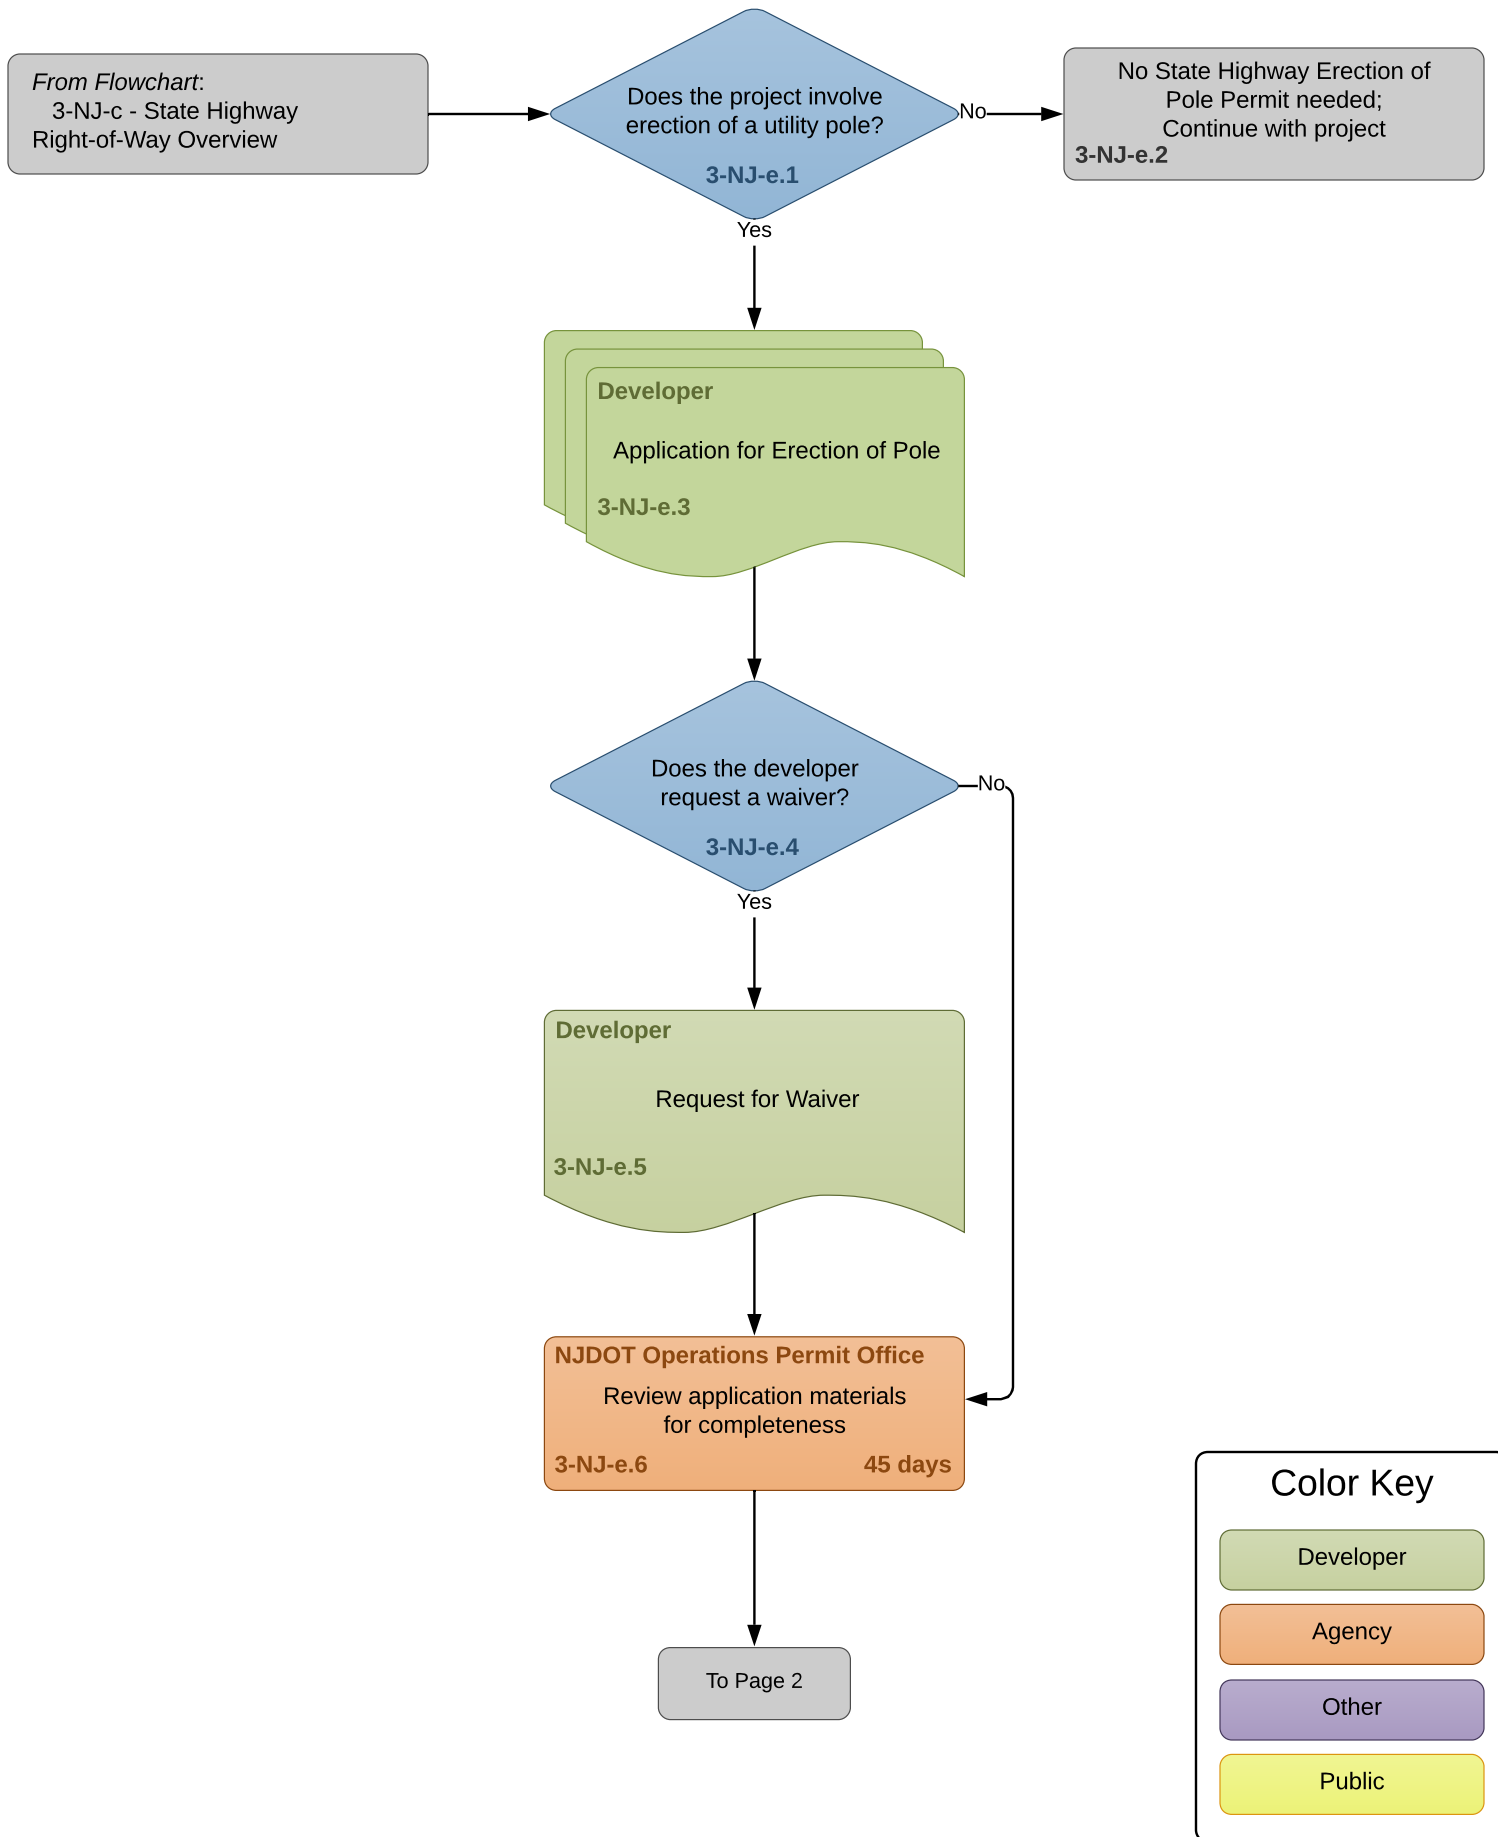 From Flowchart:
3-NJ-c - State Highway
Right-of-Way Overview
Does the project involve
erection of a utility pole?
3-NJ-e.1
No
No State Highway Erection of
Pole Permit needed;
Continue with project
3-NJ-e.2
Yes
Developer
Application for Erection of Pole
3-NJ-e.3
Does the developer
request a waiver?
3-NJ-e.4
No
Yes
Developer
Request for Waiver
3-NJ-e.5
NJDOT Operations Permit Office
Review application materials
for completeness
3-NJ-e.6 45 days
To Page 2
Color Key
Developer
Agency
Other
Public